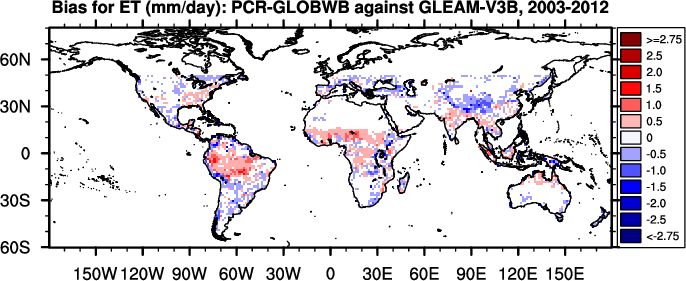 Bias for ET (mm/day): PCR-GLOBWB against GLEAM-V3B, 2003-2012
60N
30N
0
30S
60S
150W 120W 90W 60W 30W 0 30E 60E 90E 120E 150E
>=2.75
2.5
2.0
1.5
1.0
0.5
0
-0.5
-1.0
-1.5
-2.0
-2.5
<-2.75